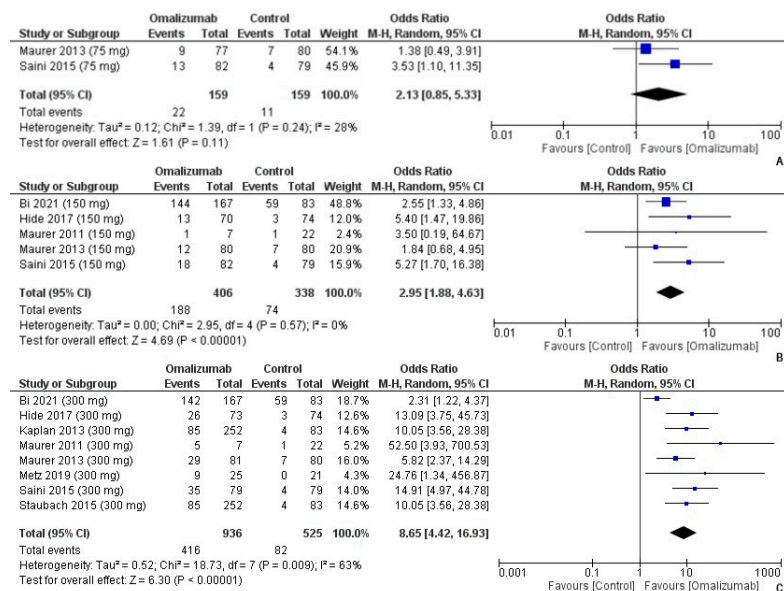 Omalizumab Control Odds Ratio Odds Ratio
Study or Subgroup Events Total Events Total Weight M-H, Random, 95% CI M-H, Random, 95% CI
Maurer 2013 (75 mg) 9 77 7 80 54.1% 1.38 [0.49, 3.91]
Saini 2015 (75 mg) 13 82 4 79 45.9% 3.53 [1.10, 11.35]
Total (95% CI) 159 159 100.0% 2.13 [0.85, 5.33]
Total events 22 11
Heterogeneity: Tau² = 0.12; Chi² = 1.39, df = 1 (P = 0.24); I² = 28%
Test for overall effect: Z = 1.61 (P = 0.11)
0.01 0.1 1 10 100
Favours [Control] Favours [Omalizumab]
A
Omalizumab Control Odds Ratio Odds Ratio
Study or Subgroup Events Total Events Total Weight M-H, Random, 95% CI M-H, Random, 95% CI
Bi 2021 (150 mg) 144 167 59 83 48.8% 2.55 [1.33, 4.86]
Hide 2017 (150 mg) 13 70 3 74 12.0% 5.40 [1.47, 19.86]
Maurer 2011 (150 mg) 1 7 1 22 2.4% 3.50 [0.19, 64.67]
Maurer 2013 (150 mg) 12 80 7 80 20.9% 1.84 [0.68, 4.95]
Saini 2015 (150 mg) 18 82 4 79 15.9% 5.27 [1.70, 16.38]
Total (95% CI) 406 338 100.0% 2.95 [1.88, 4.63]
Total events 188 74
Heterogeneity: Tau² = 0.00; Chi² = 2.95, df = 4 (P = 0.57); I² = 0%
Test for overall effect: Z = 4.69 (P < 0.00001)
0.01 0.1 1 10 100
Favours [Control] Favours [Omalizumab]
B
Omalizumab Control Odds Ratio Odds Ratio
Study or Subgroup Events Total Events Total Weight M-H, Random, 95% CI M-H, Random, 95% CI
Bi 2021 (300 mg) 142 167 59 83 18.7% 2.31 [1.22, 4.37]
Hide 2017 (300 mg) 26 73 3 74 12.6% 13.09 [3.75, 45.73]
Kaplan 2013 (300 mg) 85 252 4 83 14.6% 10.05 [3.56, 28.38]
Maurer 2011 (300 mg) 5 7 1 22 5.2% 52.50 [3.93, 700.53]
Maurer 2013 (300 mg) 29 81 7 80 16.0% 5.82 [2.37, 14.29]
Metz 2019 (300 mg) 9 25 0 21 4.3% 24.76 [1.34, 456.87]
Saini 2015 (300 mg) 35 79 4 79 14.1% 14.91 [4.97, 44.78]
Staubach 2015 (300 mg) 85 252 4 83 14.6% 10.05 [3.56, 28.38]
Total (95% CI) 936 525 100.0% 8.65 [4.42, 16.93]
Total events 416 82
Heterogeneity: Tau² = 0.52; Chi² = 18.73, df = 7 (P = 0.009); I² = 63%
Test for overall effect: Z = 6.30 (P < 0.00001)
0.001 0.1 1 10 1000
Favours [Control] Favours [Omalizumab]
C